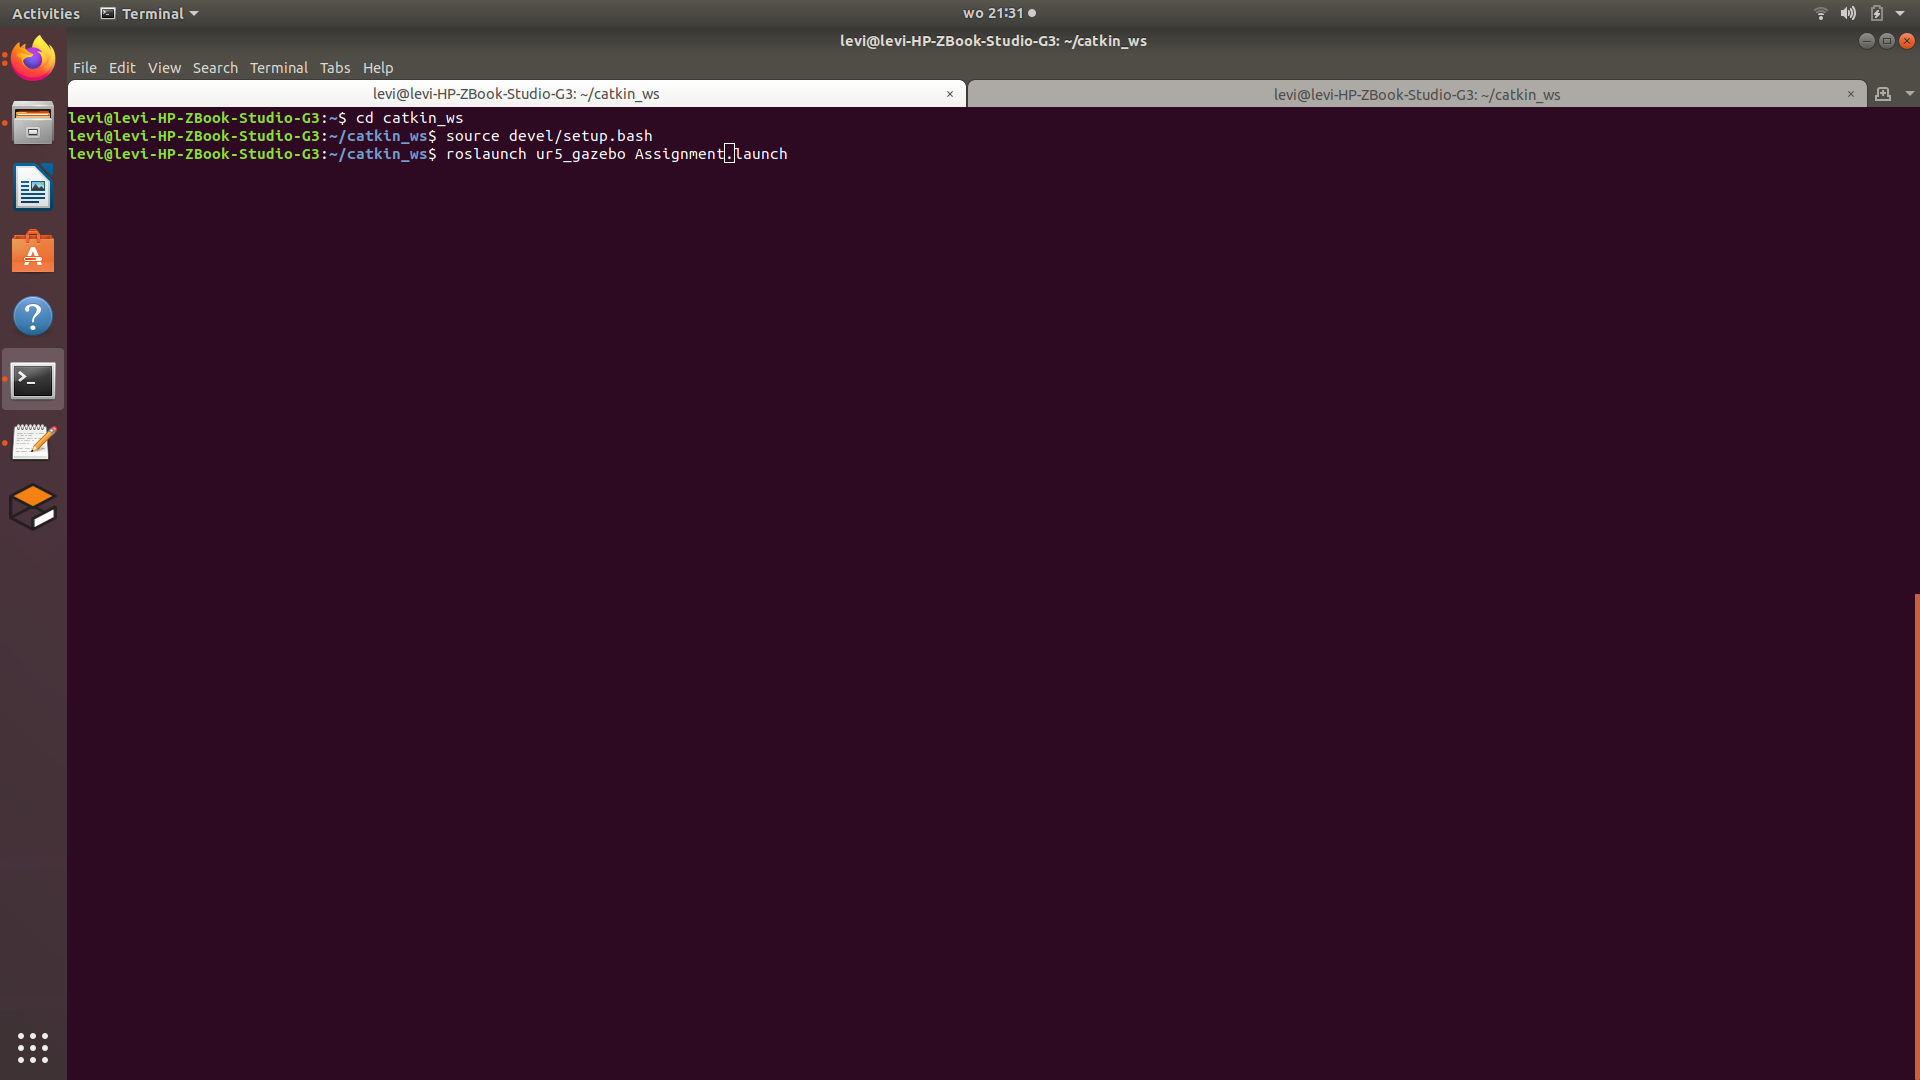 Activities Terminal wo 21:31
levi@levi-HP-ZBook-Studio-G3: ~/catkin_ws
File Edit View Search Terminal Tabs Help
levi@levi-HP-ZBook-Studio-G3: ~/catkin_ws × levi@levi-HP-ZBook-Studio-G3: ~/catkin_ws ×
levi@levi-HP-ZBook-Studio-G3:~$ cd catkin_ws
levi@levi-HP-ZBook-Studio-G3:~/catkin_ws$ source devel/setup.bash
levi@levi-HP-ZBook-Studio-G3:~/catkin_ws$ roslaunch ur5_gazebo Assignment.launch